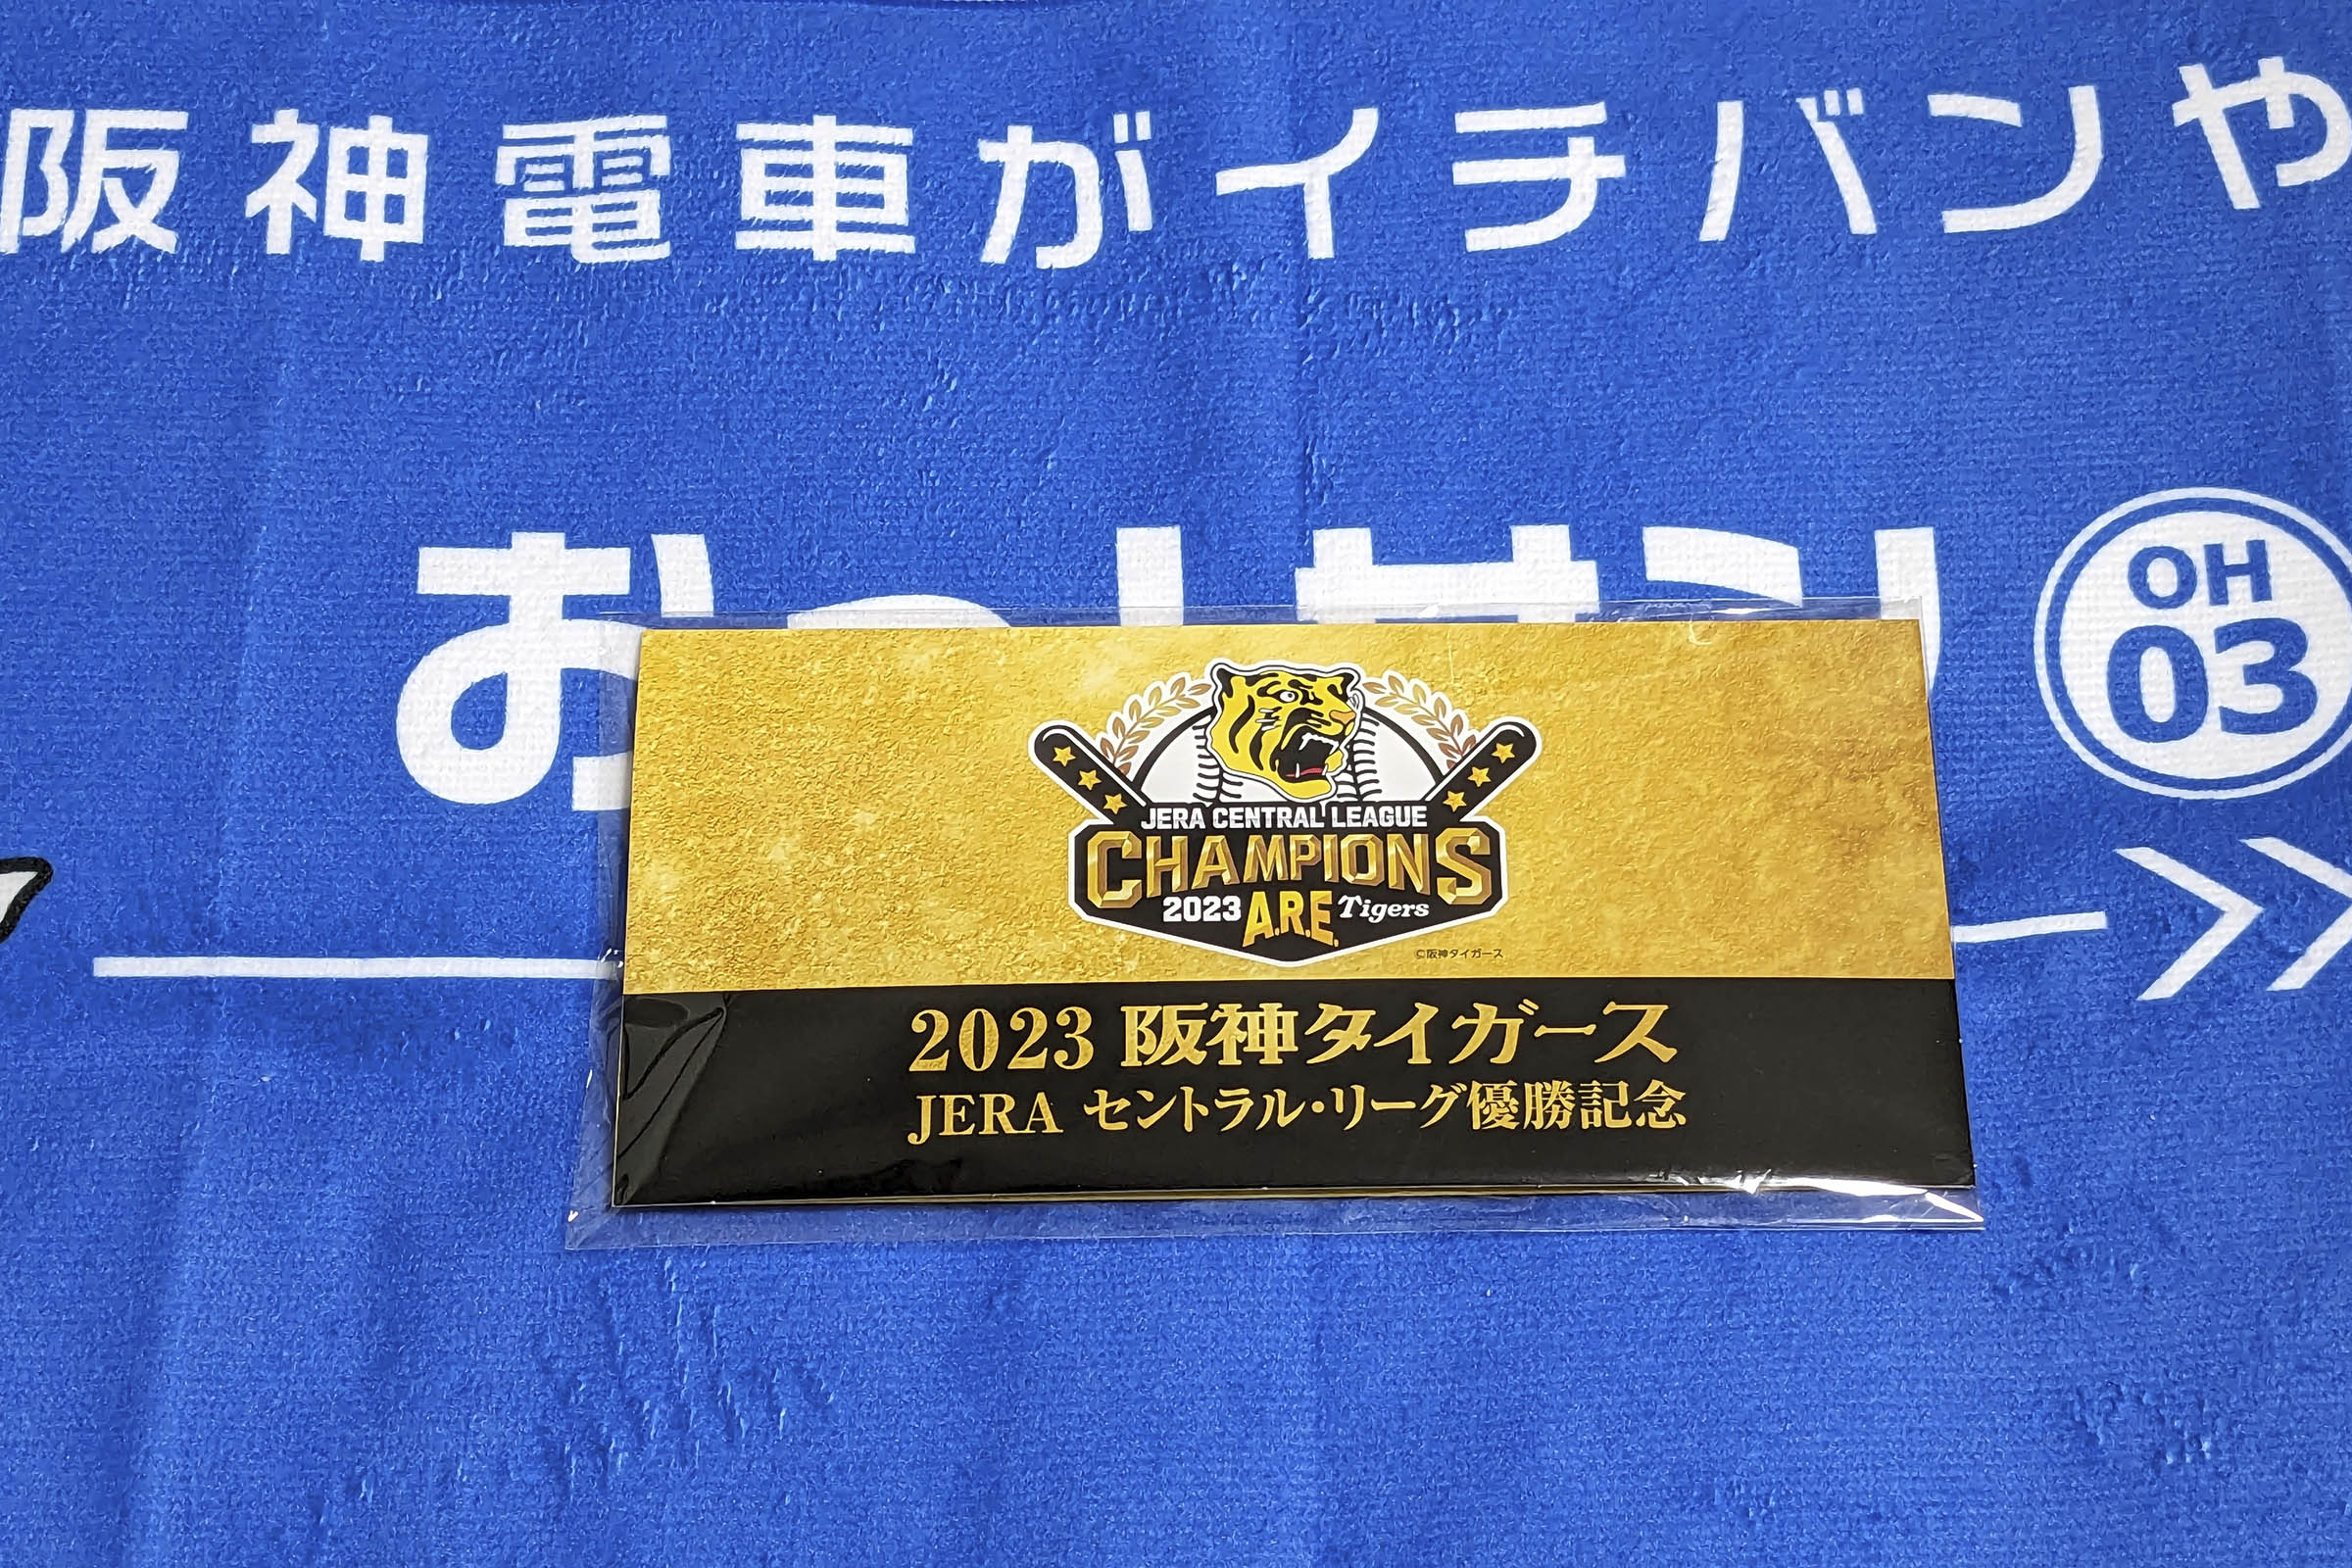 阪神電車がイチバンや
お
OH
03
JERA CENTRAL LEAGUE
CHAMPIONS
2023 A.R.E. Tigers
©阪神タイガース
2023 阪神タイガース
JERA セントラル・リーグ優勝記念